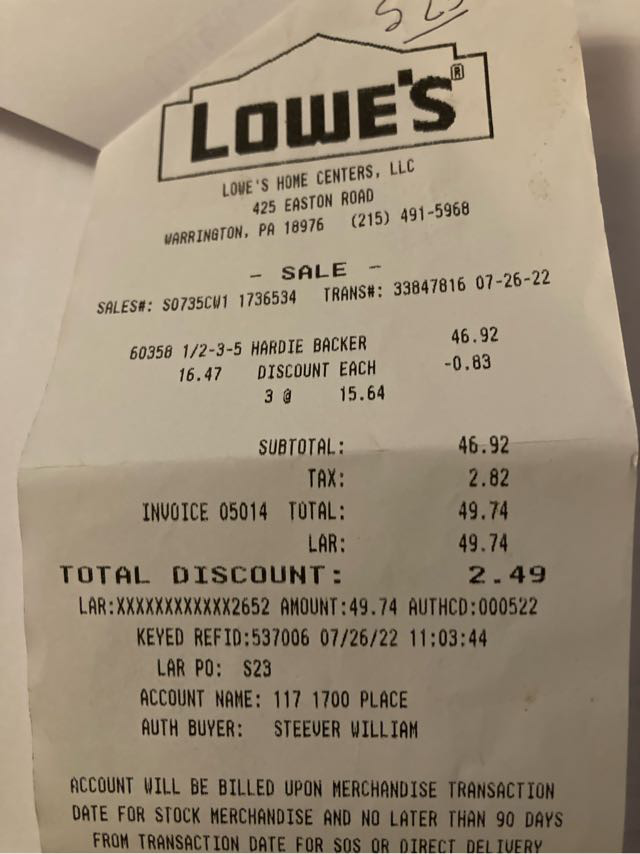 LOWE'S®
LOWE'S HOME CENTERS, LLC
425 EASTON ROAD
WARRINGTON, PA 18976 (215) 491-5968
- SALE -
SALES#: S0735CW1 1736534 TRANS#: 33847816 07-26-22
60358 1/2-3-5 HARDIE BACKER 46.92
16.47 DISCOUNT EACH -0.83
3 @ 15.64
SUBTOTAL: 46.92
TAX: 2.82
INVOICE 05014 TOTAL: 49.74
LAR: 49.74
TOTAL DISCOUNT: 2.49
LAR:XXXXXXXXXXXX2652 AMOUNT:49.74 AUTHCD:000522
KEYED REFID:537006 07/26/22 11:03:44
LAR PO: S23
ACCOUNT NAME: 117 1700 PLACE
AUTH BUYER: STEEVER WILLIAM
ACCOUNT WILL BE BILLED UPON MERCHANDISE TRANSACTION
DATE FOR STOCK MERCHANDISE AND NO LATER THAN 90 DAYS
FROM TRANSACTION DATE FOR SOS OR DIRECT DELIVERY